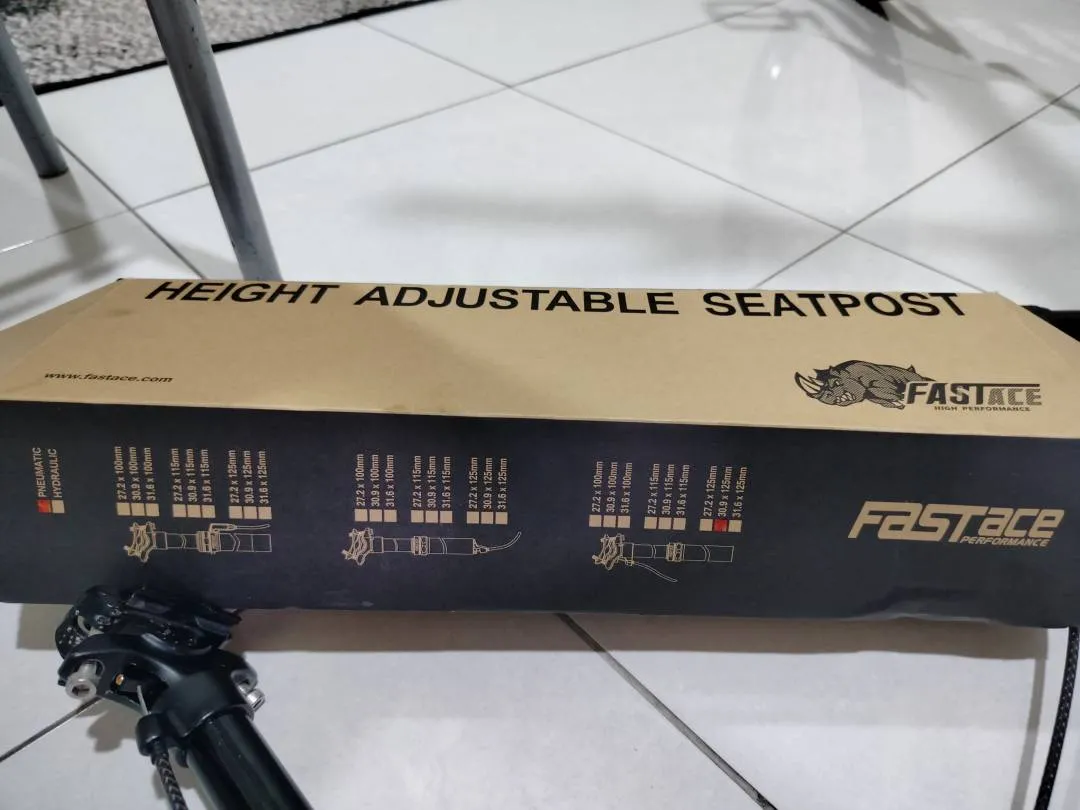 HEIGHT ADJUSTABLE SEATPOST
www.fastace.com
FASTACE
HIGH PERFORMANCE
PNEUMATIC
HYDRAULIC
27.2 x 100mm
30.9 x 100mm
31.6 x 100mm
27.2 x 115mm
30.9 x 115mm
31.6 x 115mm
27.2 x 125mm
30.9 x 125mm
31.6 x 125mm
27.2 x 100mm
30.9 x 100mm
31.6 x 100mm
27.2 x 115mm
30.9 x 115mm
31.6 x 115mm
27.2 x 125mm
30.9 x 125mm
31.6 x 125mm
27.2 x 100mm
30.9 x 100mm
31.6 x 100mm
27.2 x 115mm
30.9 x 115mm
31.6 x 115mm
27.2 x 125mm
30.9 x 125mm
31.6 x 125mm
FASTace
PERFORMANCE